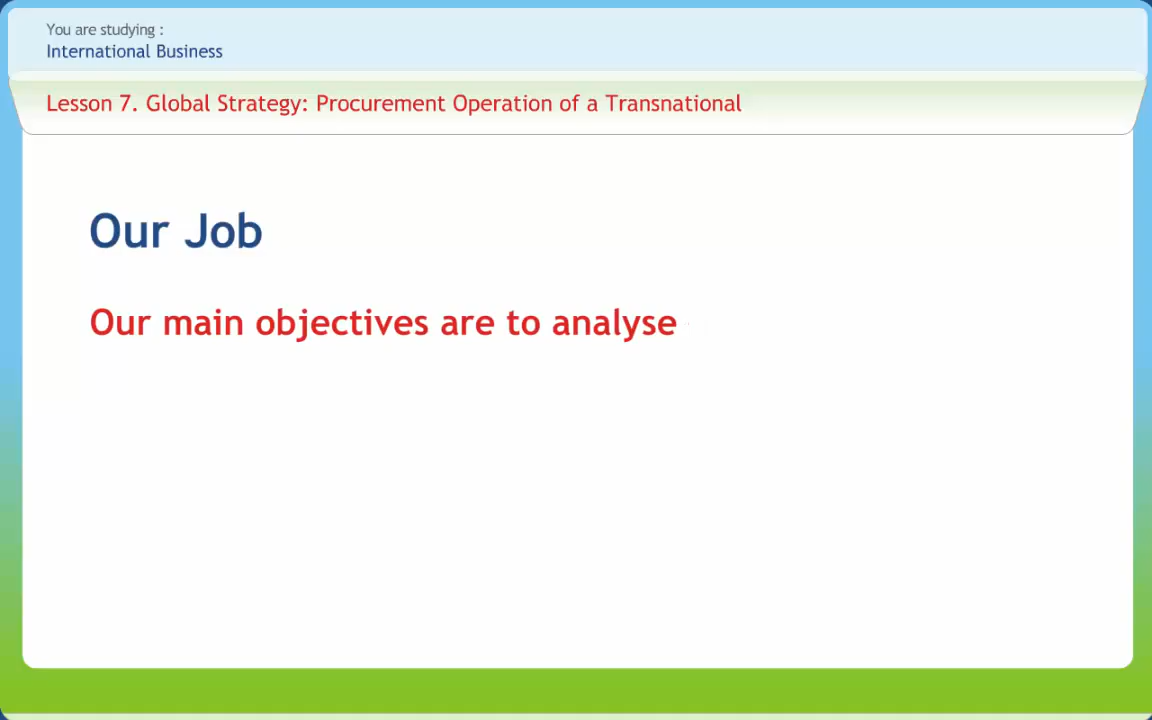 You are studying :
International Business
Lesson 7. Global Strategy: Procurement Operation of a Transnational
Our Job
Our main objectives are to analyse